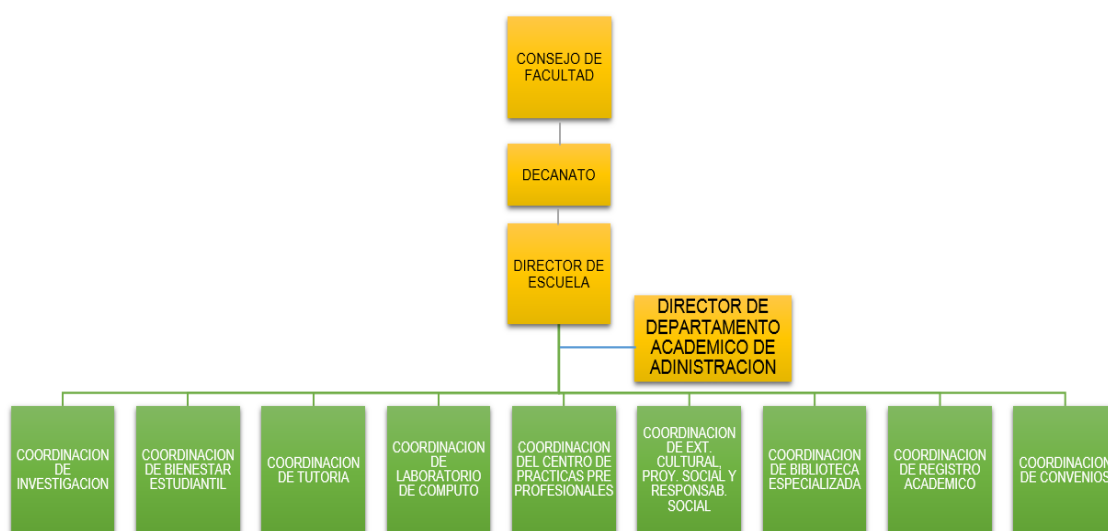 CONSEJO DE
FACULTAD
DECANATO
DIRECTOR DE
ESCUELA
DIRECTOR DE
DEPARTAMENTO
ACADEMICO DE
ADINISTRACION
COORDINACION
DE
INVESTIGACION
COORDINACION
DE BIENESTAR
ESTUDIANTIL
COORDINACION
DE TUTORIA
COORDINACION
DE
LABORATORIO
DE COMPUTO
COORDINACION
DEL CENTRO DE
PRACTICAS PRE
PROFESIONALES
COORDINACION
DE EXT.
CULTURAL,
PROY. SOCIAL Y
RESPONSAB.
SOCIAL
COORDINACION
DE BIBLIOTECA
ESPECIALIZADA
COORDINACION
DE REGISTRO
ACADEMICO
COORDINACION
DE CONVENIOS